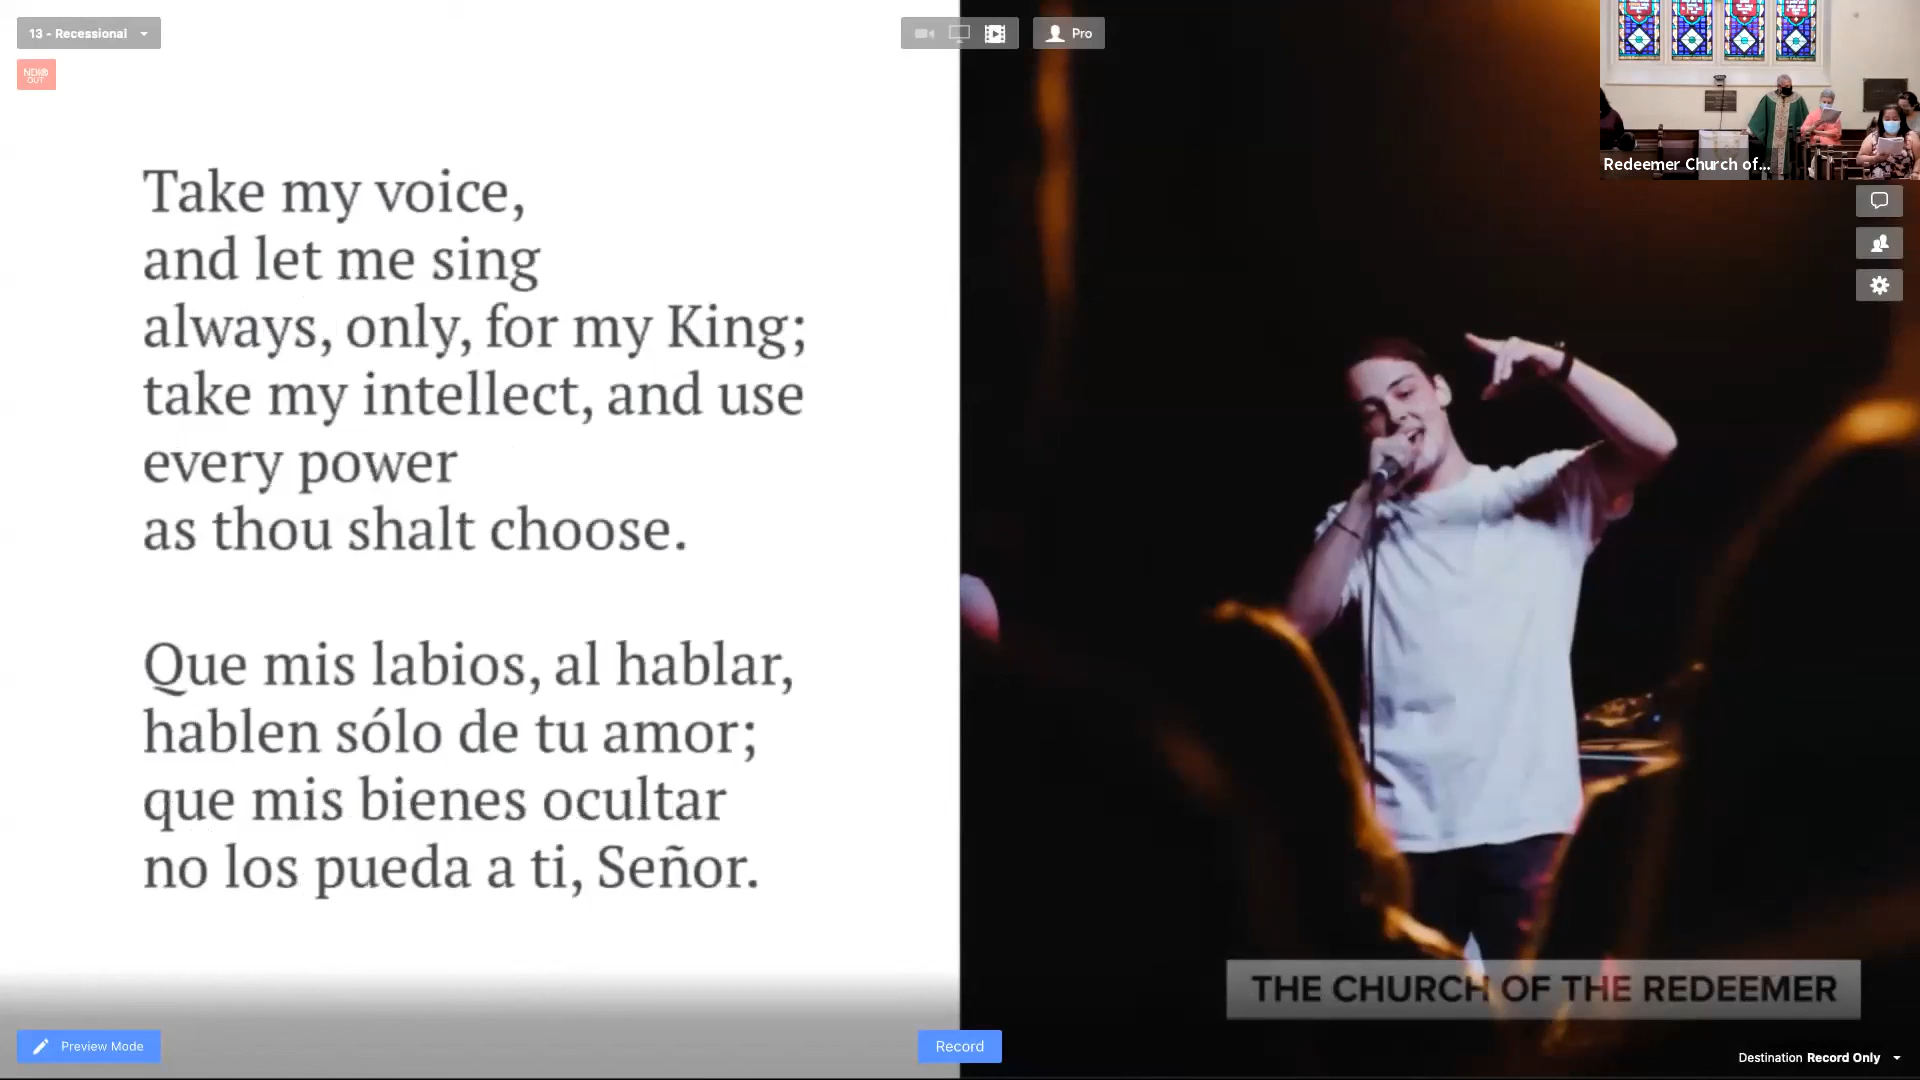 13 - Recessional
NDI®
OUT
Pro
Take my voice,
and let me sing
always, only, for my King;
take my intellect, and use
every power
as thou shalt choose.
Que mis labios, al hablar,
hablen sólo de tu amor;
que mis bienes ocultar
no los pueda a ti, Señor.
Redeemer Church of...
THE CHURCH OF THE REDEEMER
Preview Mode
Record
Destination Record Only